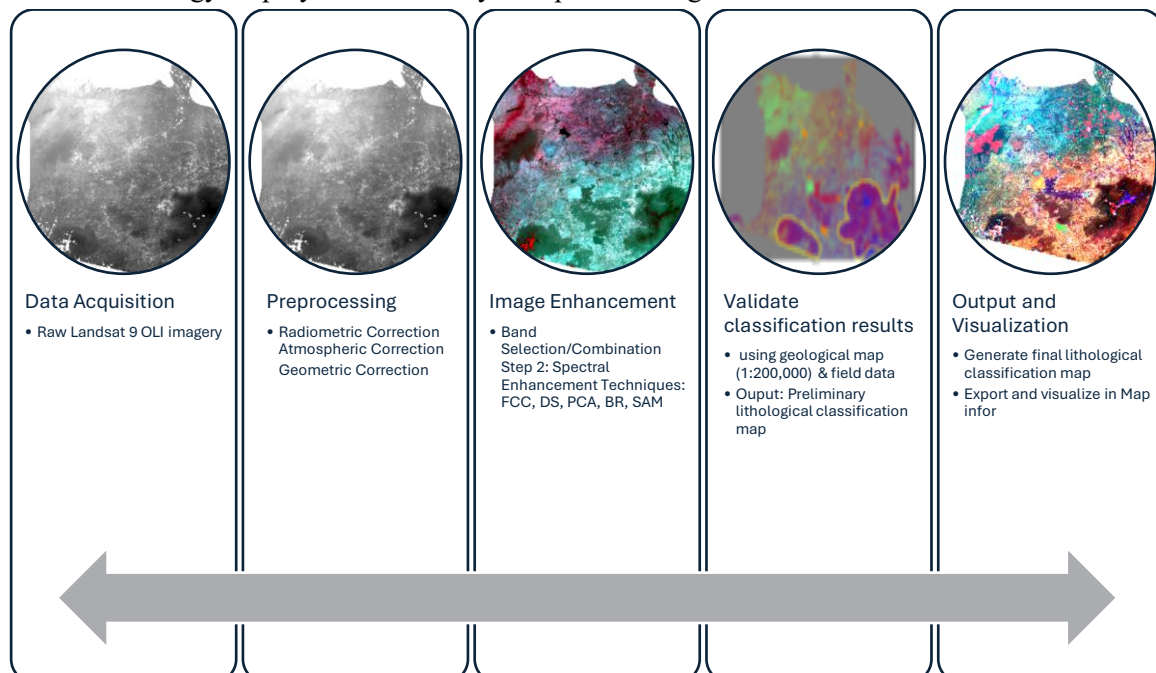 Data Acquisition
• Raw Landsat 9 OLI imagery
Preprocessing
• Radiometric Correction
Atmospheric Correction
Geometric Correction
Image Enhancement
• Band
Selection/Combination
Step 2: Spectral
Enhancement Techniques:
FCC, DS, PCA, BR, SAM
Validate
classification results
• using geological map
(1:200,000) & field data
• Ouput: Preliminary
lithological classification
map
Output and
Visualization
• Generate final lithological
classification map
• Export and visualize in Map
infor